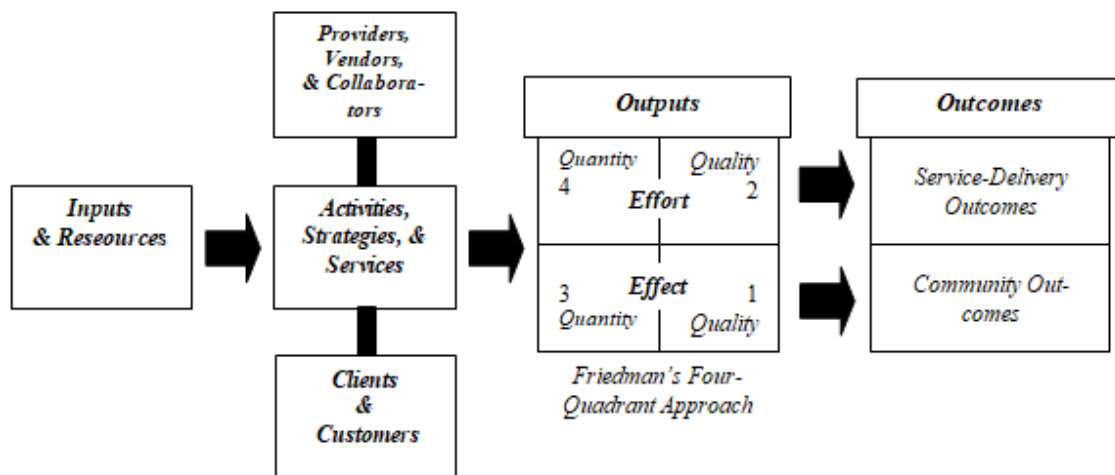 Inputs
& Reseources
Providers,
Vendors,
& Collabora-
tors
Activities,
Strategies, &
Services
Clients
&
Customers
Outputs
Quantity
4
Quality
2
Effort
Effect
3
Quantity
1
Quality
Friedman's Four-
Quadrant Approach
Outcomes
Service-Delivery
Outcomes
Community Out-
comes